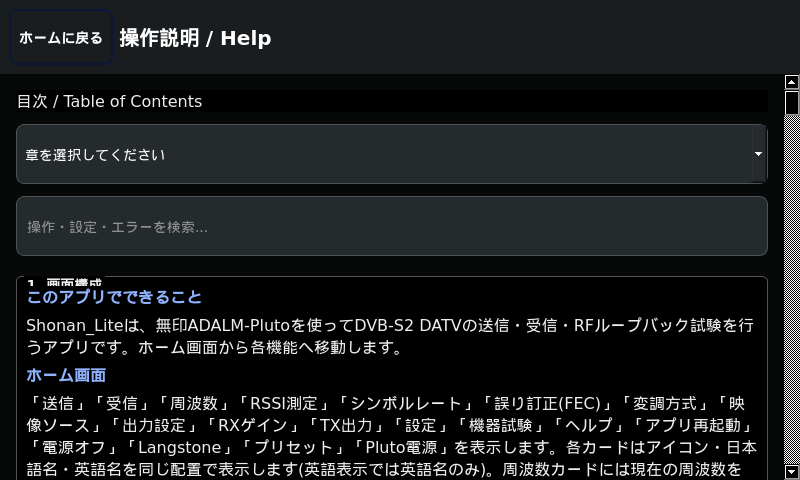 ホームに戻る
操作説明 / Help
目次 / Table of Contents
章を選択してください
操作・設定・エラーを検索...
1. 画面構成
このアプリでできること
Shonan_Liteは、無印ADALM-Plutoを使ってDVB-S2 DATVの送信・受信・RFループバック試験を行
うアプリです。ホーム画面から各機能へ移動します。
ホーム画面
「送信」「受信」「周波数」「RSSI測定」「シンボルレート」「誤り訂正(FEC)」「変調方式」「映
像ソース」「出力設定」「RXゲイン」「TX出力」「設定」「機器試験」「ヘルプ」「アプリ再起動」
「電源オフ」「Langstone」「プリセット」「Pluto電源」を表示します。各カードはアイコン・日本
語名・英語名を同じ配置で表示します(英語表示では英語名のみ)。周波数カードには現在の周波数を